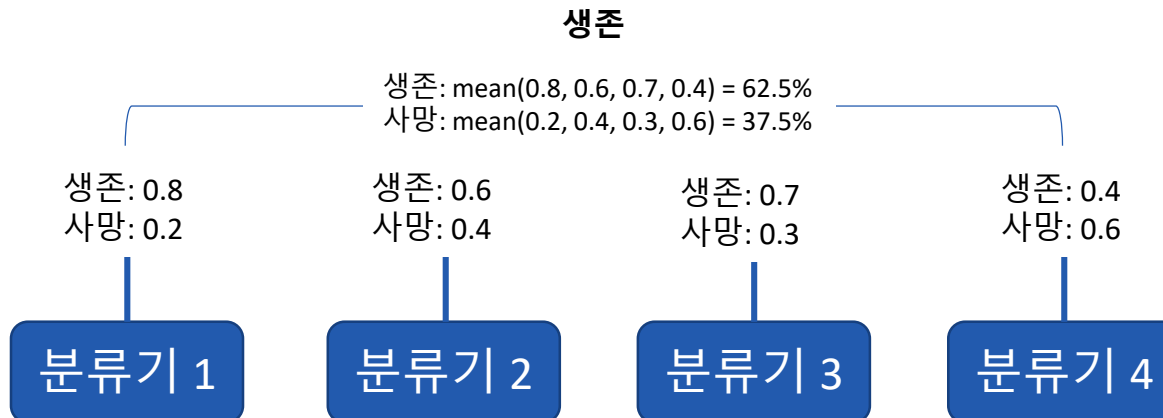 생존
생존: mean(0.8, 0.6, 0.7, 0.4) = 62.5%
사망: mean(0.2, 0.4, 0.3, 0.6) = 37.5%
생존: 0.8
사망: 0.2
생존: 0.6
사망: 0.4
생존: 0.7
사망: 0.3
생존: 0.4
사망: 0.6
분류기 1
분류기 2
분류기 3
분류기 4